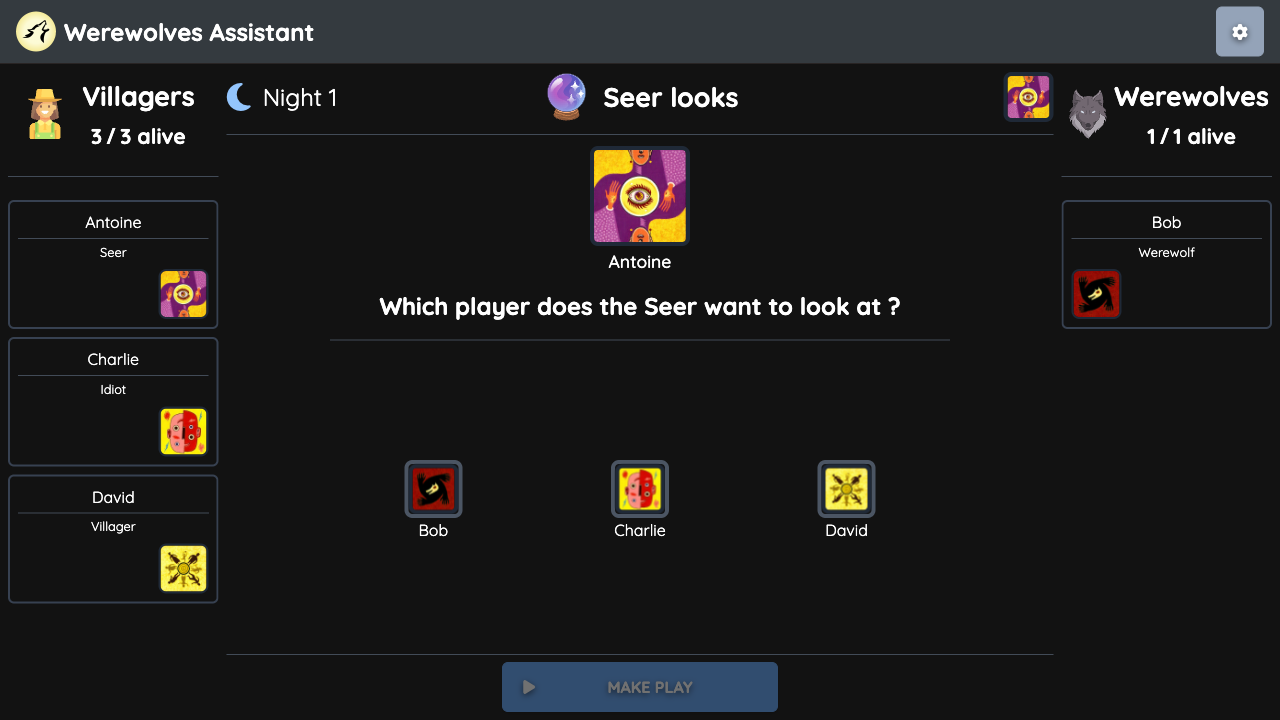 Werewolves Assistant
Villagers
3 / 3 alive
Night 1
Seer looks
Werewolves
1 / 1 alive
Antoine
Seer
Charlie
Idiot
David
Villager
Antoine
Which player does the Seer want to look at ?
Bob
Charlie
David
MAKE PLAY
Bob
Werewolf